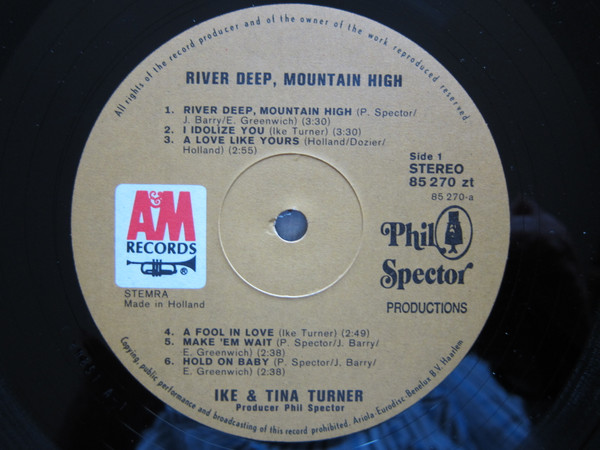 All rights of the record producer and of the owner of the work reproduced reserved.
RIVER DEEP, MOUNTAIN HIGH
1. RIVER DEEP, MOUNTAIN HIGH (P. Spector/
J. Barry/E. Greenwich) (3:30)
2. I IDOLIZE YOU (Ike Turner) (3:30)
3. A LOVE LIKE YOURS (Holland/Dozier/
Holland) (2:55)
Side 1
STEREO
85 270 zt
85 270-a
A&M
RECORDS
®
STEMRA
Made in Holland
Phil
Spector
PRODUCTIONS
4. A FOOL IN LOVE (Ike Turner) (2:49)
5. MAKE 'EM WAIT (P. Spector/J. Barry/
E. Greenwich) (2:38)
6. HOLD ON BABY (P. Spector/J. Barry/
E. Greenwich) (2:38)
IKE & TINA TURNER
Producer Phil Spector
Copying, public performance and broadcasting of this record prohibited. Ariola-Eurodisc Benelux B.V. Haarlem